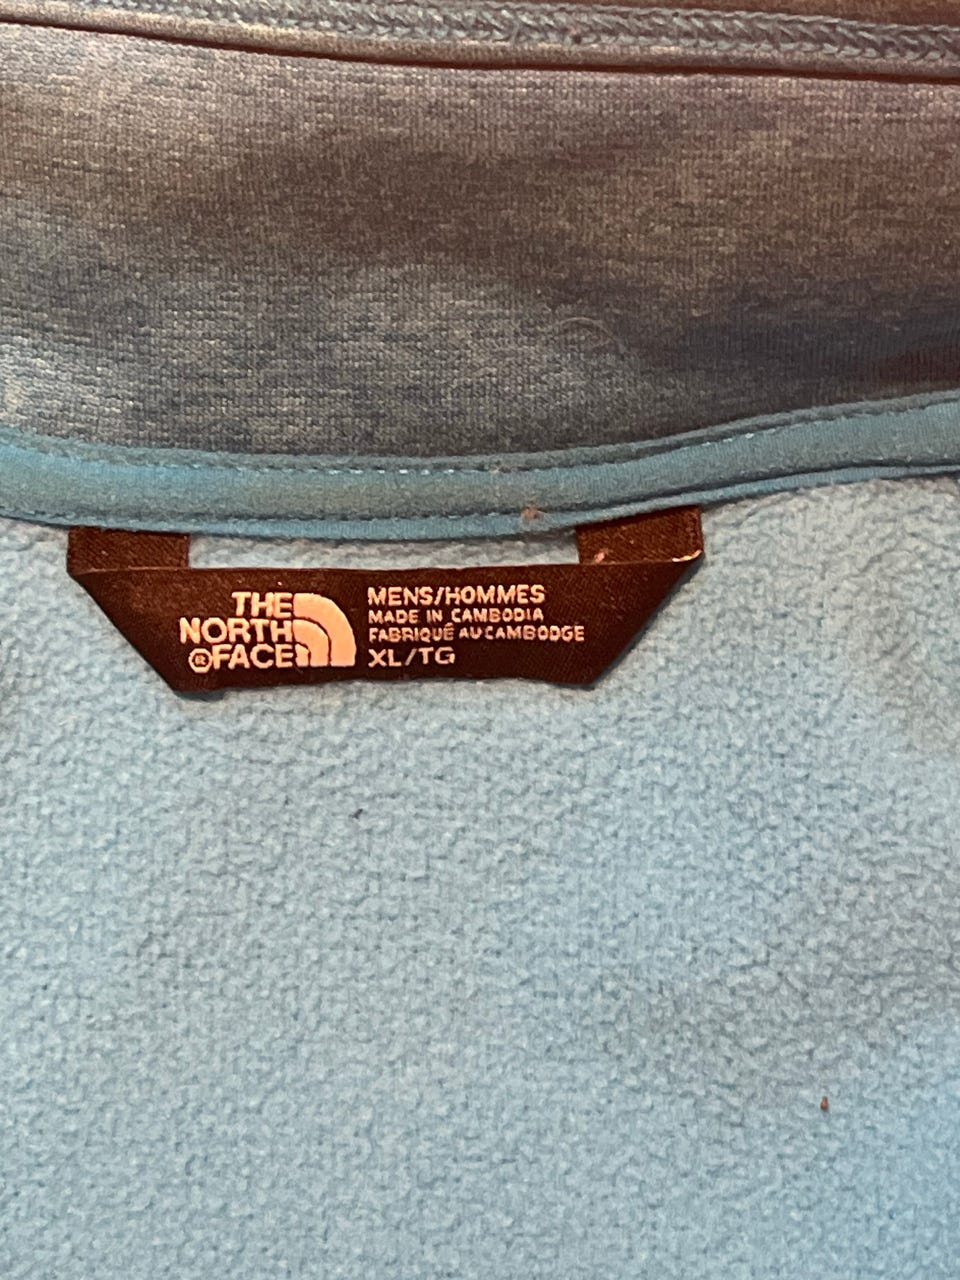 THE
NORTH
®FACE
MENS/HOMMES
MADE IN CAMBODIA
FABRIQUÉ AU CAMBODGE
XL/TG